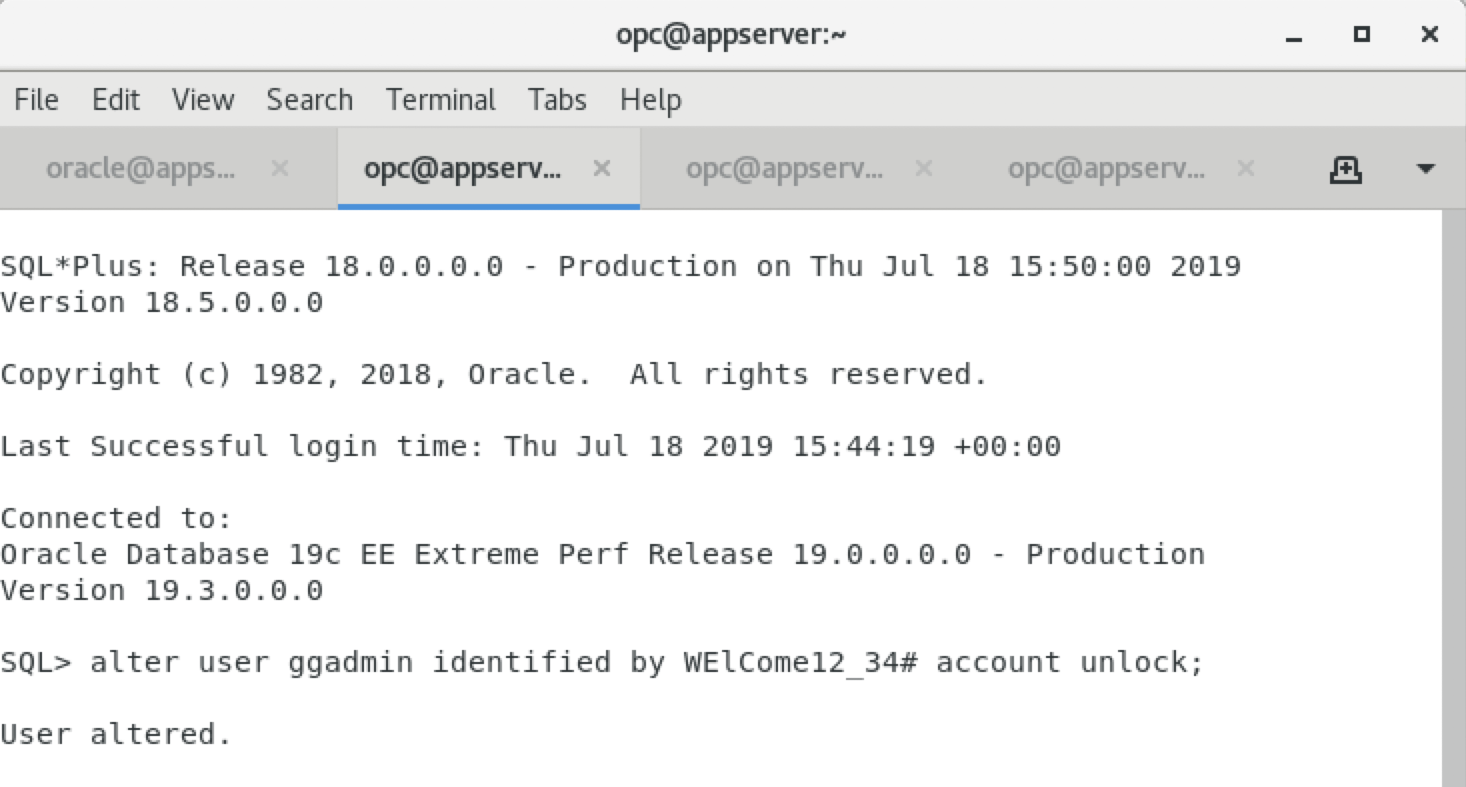 opc@appserver:~
File Edit View Search Terminal Tabs Help
oracle@apps... opc@appserv... opc@appserv... opc@appserv...
SQL*Plus: Release 18.0.0.0.0 - Production on Thu Jul 18 15:50:00 2019
Version 18.5.0.0.0
Copyright (c) 1982, 2018, Oracle.  All rights reserved.
Last Successful login time: Thu Jul 18 2019 15:44:19 +00:00
Connected to:
Oracle Database 19c EE Extreme Perf Release 19.0.0.0.0 - Production
Version 19.3.0.0.0
SQL> alter user ggadmin identified by WElCome12_34# account unlock;
User altered.